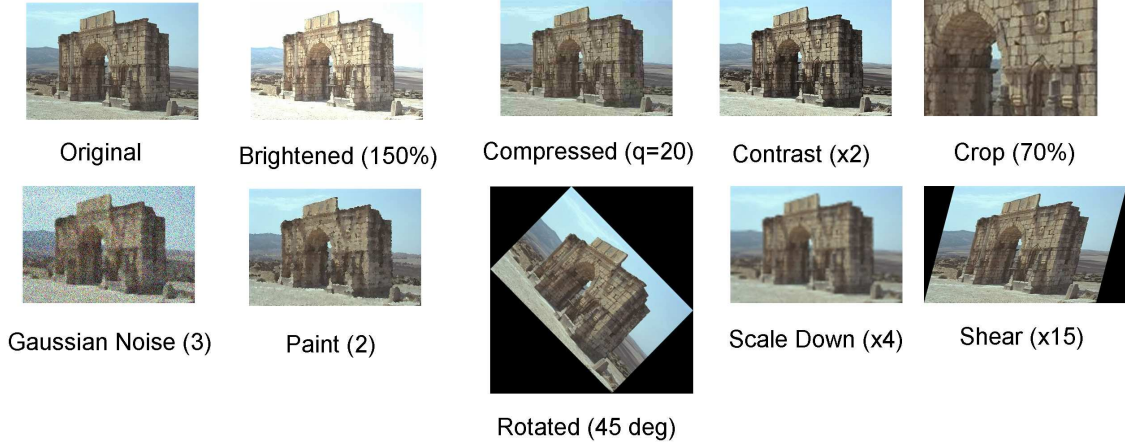 Original
Brightened (150%)
Compressed (q=20)
Contrast (x2)
Crop (70%)
Gaussian Noise (3)
Paint (2)
Rotated (45 deg)
Scale Down (x4)
Shear (x15)